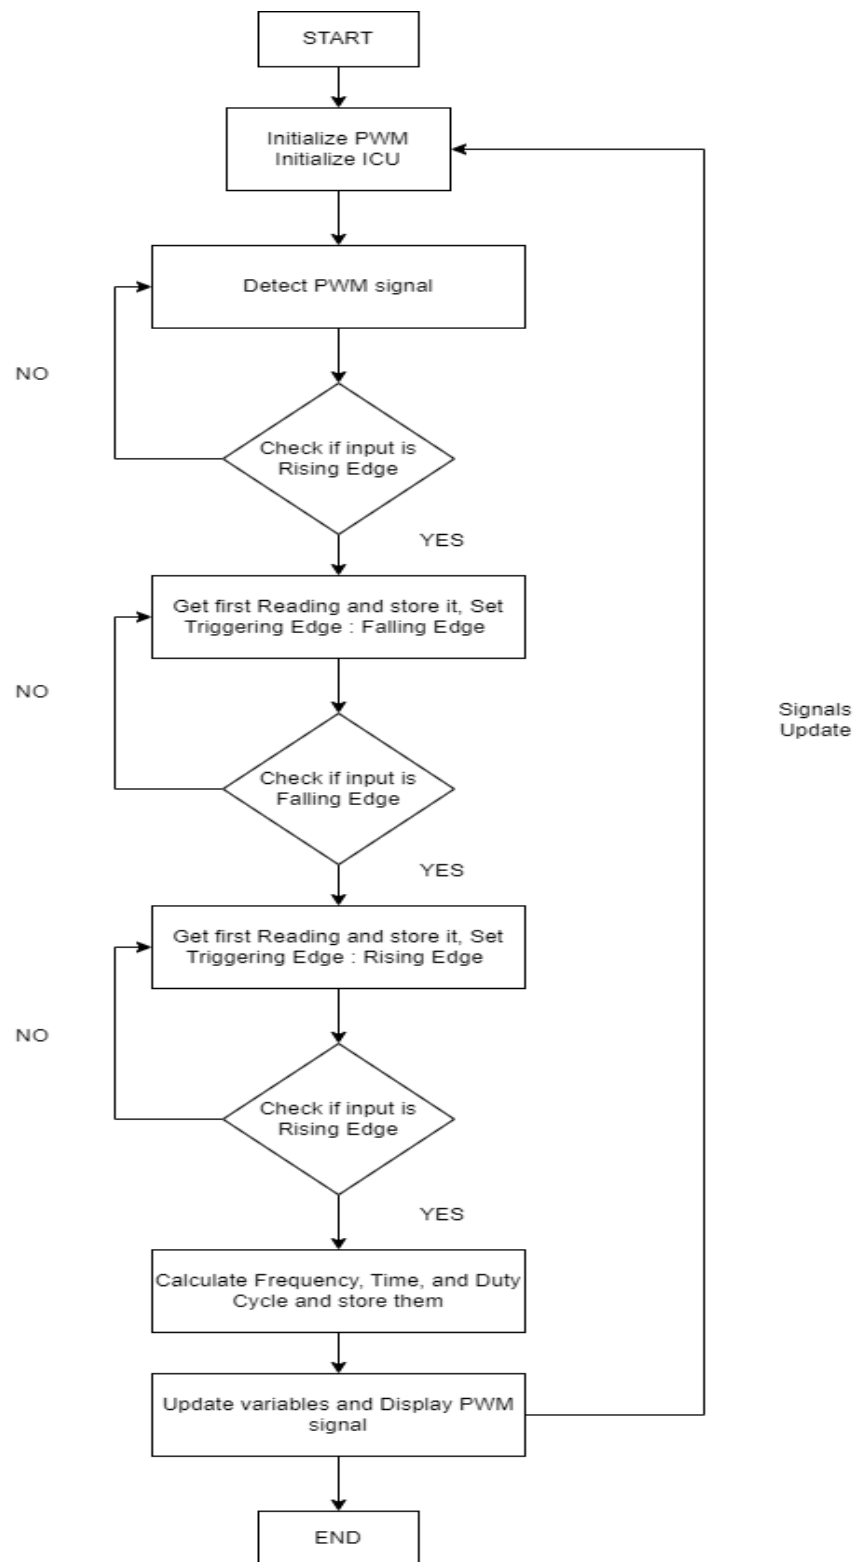 START
Initialize PWM
Initialize ICU
Detect PWM signal
NO
Check if input is
Rising Edge
YES
Get first Reading and store it, Set
Triggering Edge : Falling Edge
NO
Signals
Update
Check if input is
Falling Edge
YES
Get first Reading and store it, Set
Triggering Edge : Rising Edge
NO
Check if input is
Rising Edge
YES
Calculate Frequency, Time, and Duty
Cycle and store them
Update variables and Display PWM
signal
END